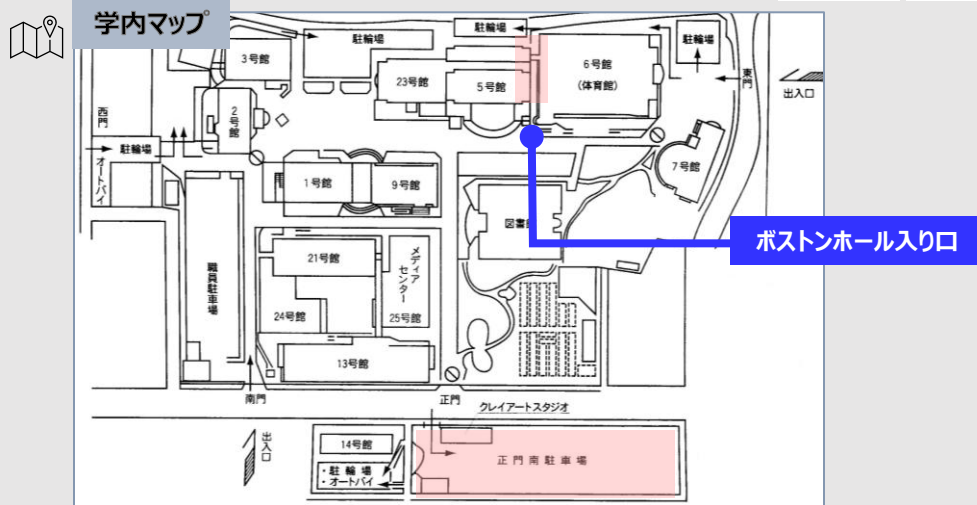 学内マップ
駐輪場
駐輪場
駐輪場
3号館
23号館
5号館
6号館
(体育館)
東門
出入口
西門
2号館
駐輪場
オートバイ
7号館
1号館
9号館
図書館
ボストンホール入り口
職員駐車場
21号館
メディアセンター
24号館
25号館
13号館
南門
正門
クレイアートスタジオ
出入口
14号館
・駐輪場
・オートバイ
正門南駐車場